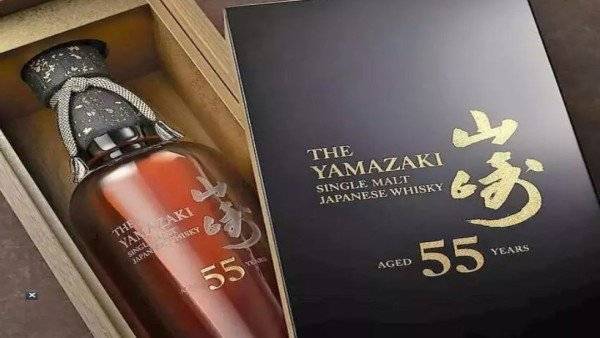 THE
YAMAZAKI
SINGLE MALT
JAPANESE WHISKY
山崎
55
THE
YAMAZAKI
SINGLE MALT
JAPANESE WHISKY
山崎
AGED 55 YEARS